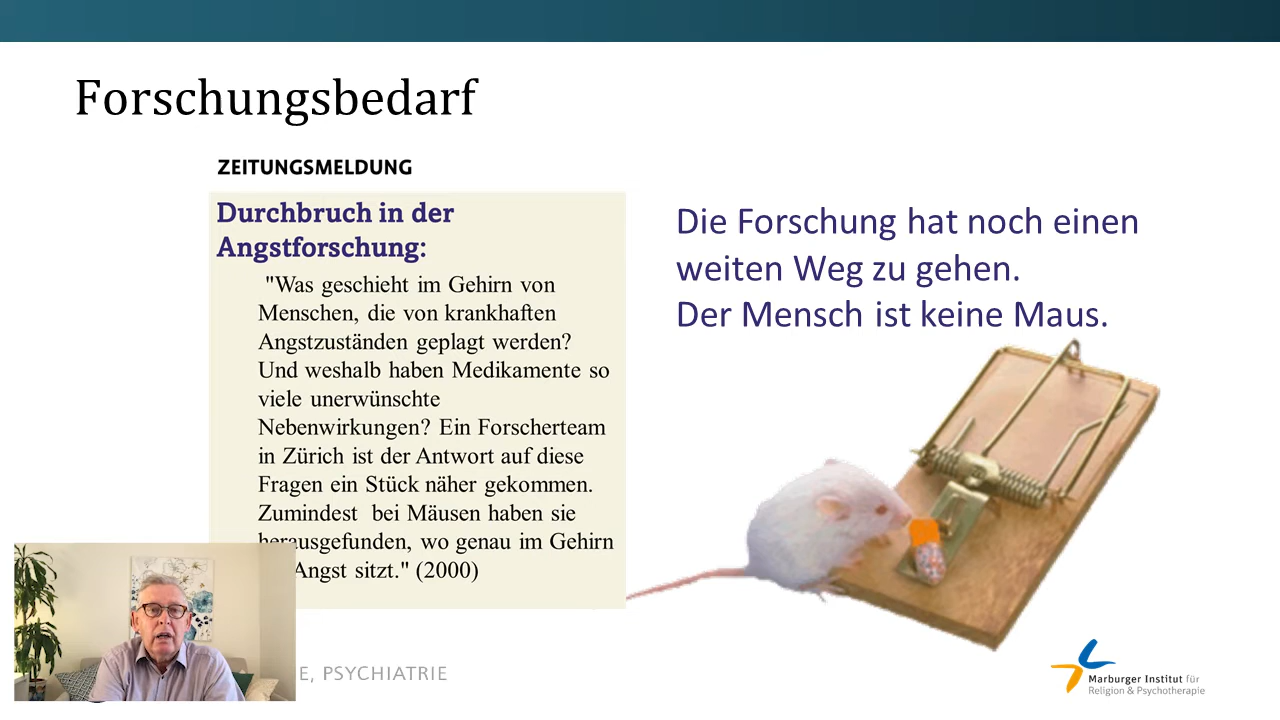 Forschungsbedarf
ZEITUNGSMELDUNG
Durchbruch in der
Angstforschung:
"Was geschieht im Gehirn von
Menschen, die von krankhaften
Angstzuständen geplagt werden?
Und weshalb haben Medikamente so
viele unerwünschte
Nebenwirkungen? Ein Forscherteam
in Zürich ist der Antwort auf diese
Fragen ein Stück näher gekommen.
Zumindest bei Mäusen haben sie
herausgefunden, wo genau im Gehirn
Angst sitzt." (2000)
Die Forschung hat noch einen
weiten Weg zu gehen.
Der Mensch ist keine Maus.
E, PSYCHIATRIE
Marburger Institut für
Religion & Psychotherapie